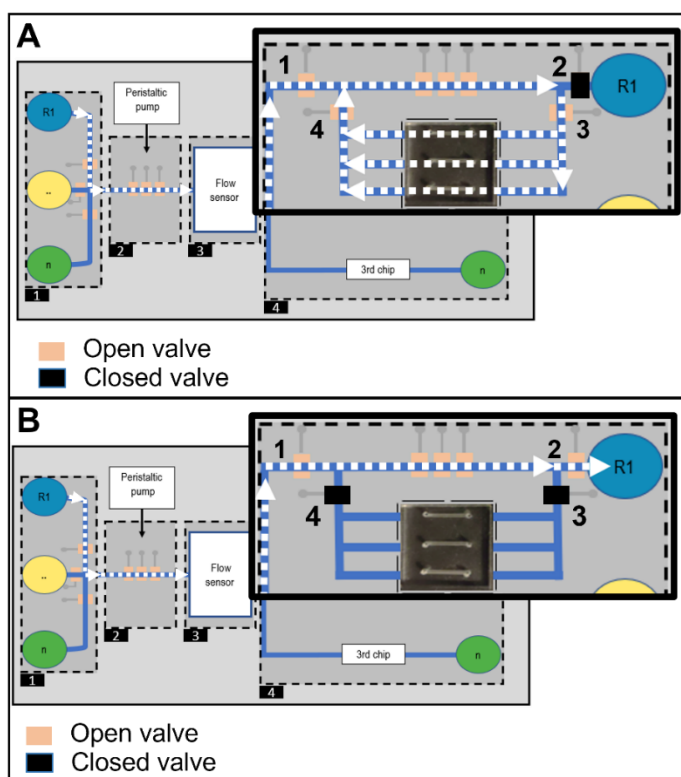 A
1
2
R1
4
3
R1
Peristaltic
pump
..
Flow
sensor
n
2
3
1
3rd chip
n
4
Open valve
Closed valve
B
1
2
R1
4
3
R1
Peristaltic
pump
..
Flow
sensor
n
2
3
1
3rd chip
n
4
Open valve
Closed valve